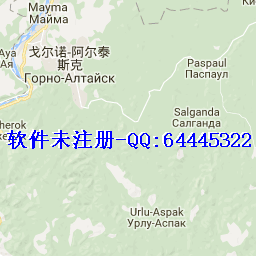 Mayma
Майма
Aya
Ая
戈尔诺-阿尔泰
斯克
Горно-Алтайск
Paspaul
Паспаул
Salganda
Салганда
herok
软件未注册-QQ:64445322
Urlu-Aspak
Урлу-Аспак